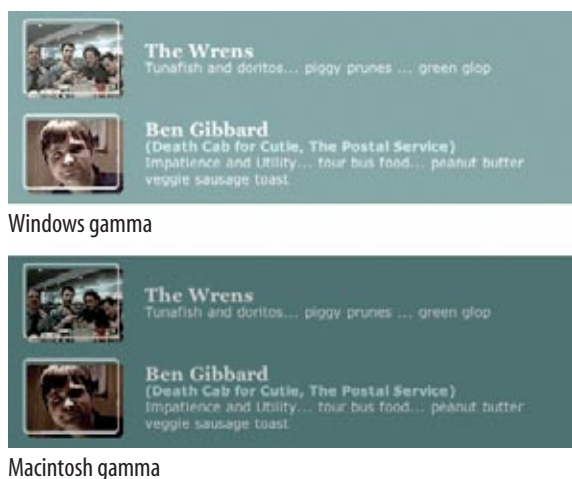 The Wrens
Tunafish and doritos... piggy prunes ... green glop
Ben Gibbard
(Death Cab for Cutie, The Postal Service)
Impatience and Utility... tour bus food... peanut butter
veggie sausage toast
Windows gamma
The Wrens
Tunafish and doritos... piggy prunes ... green glop
Ben Gibbard
(Death Cab for Cutie, The Postal Service)
Impatience and Utility... tour bus food... peanut butter
veggie sausage toast
Macintosh gamma